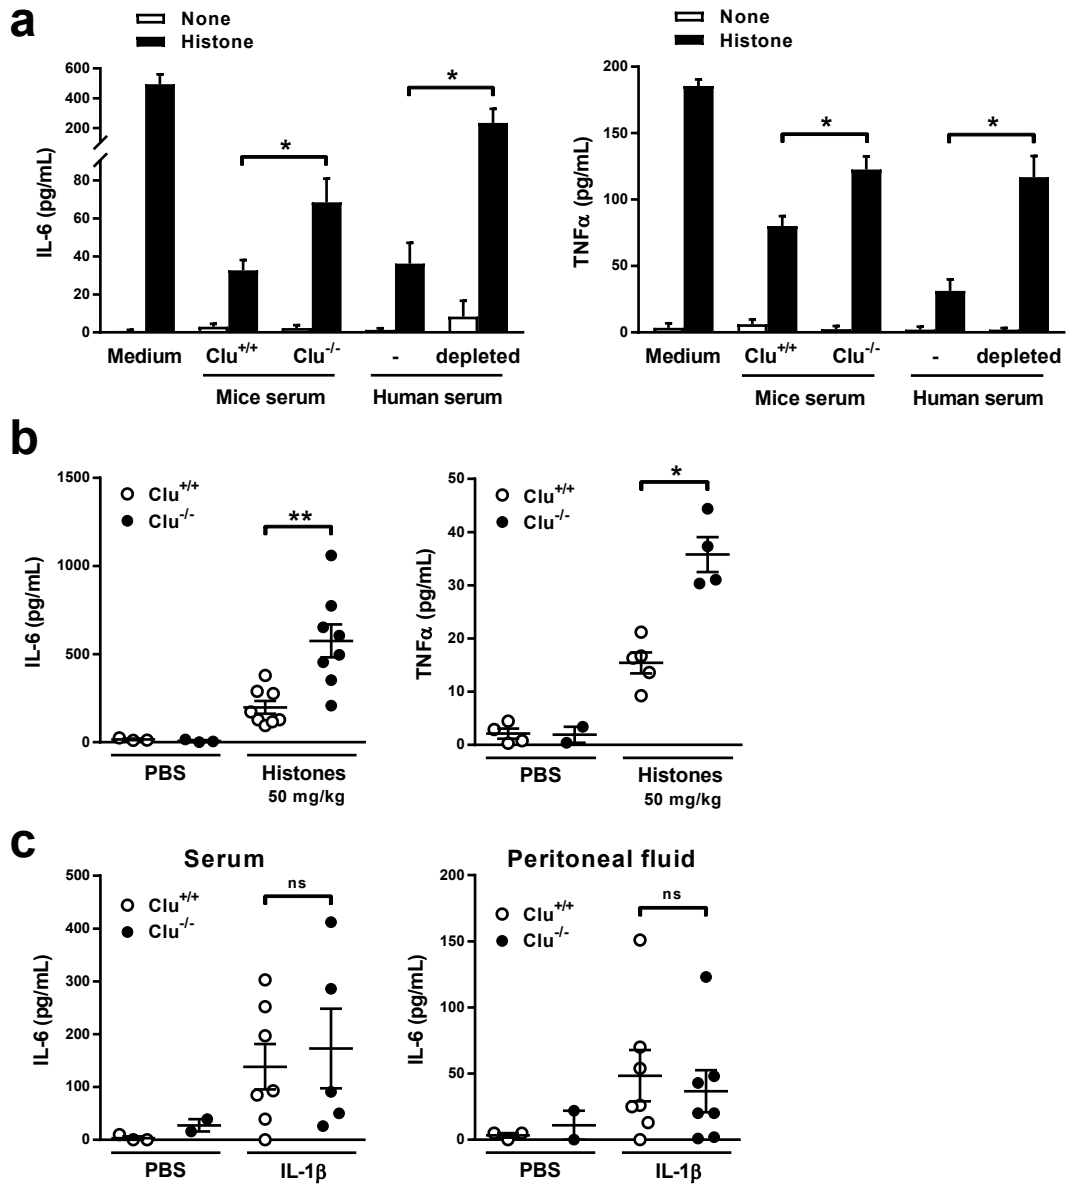 a
None
Histone
IL-6 (pg/mL)
600
400
200
80
60
40
20
0
*
*
Medium
Clu+/+
Clu-/-
-
depleted
Mice serum
Human serum
None
Histone
TNFα (pg/mL)
200
150
100
50
0
*
*
Medium
Clu+/+
Clu-/-
-
depleted
Mice serum
Human serum
b
IL-6 (pg/mL)
1500
1000
500
0
Clu+/+
Clu-/-
**
PBS
Histones
50 mg/kg
TNFα (pg/mL)
50
40
30
20
10
0
Clu+/+
Clu-/-
*
PBS
Histones
50 mg/kg
c
Serum
IL-6 (pg/mL)
500
400
300
200
100
0
Clu+/+
Clu-/-
ns
PBS
IL-1β
Peritoneal fluid
IL-6 (pg/mL)
200
150
100
50
0
Clu+/+
Clu-/-
ns
PBS
IL-1β